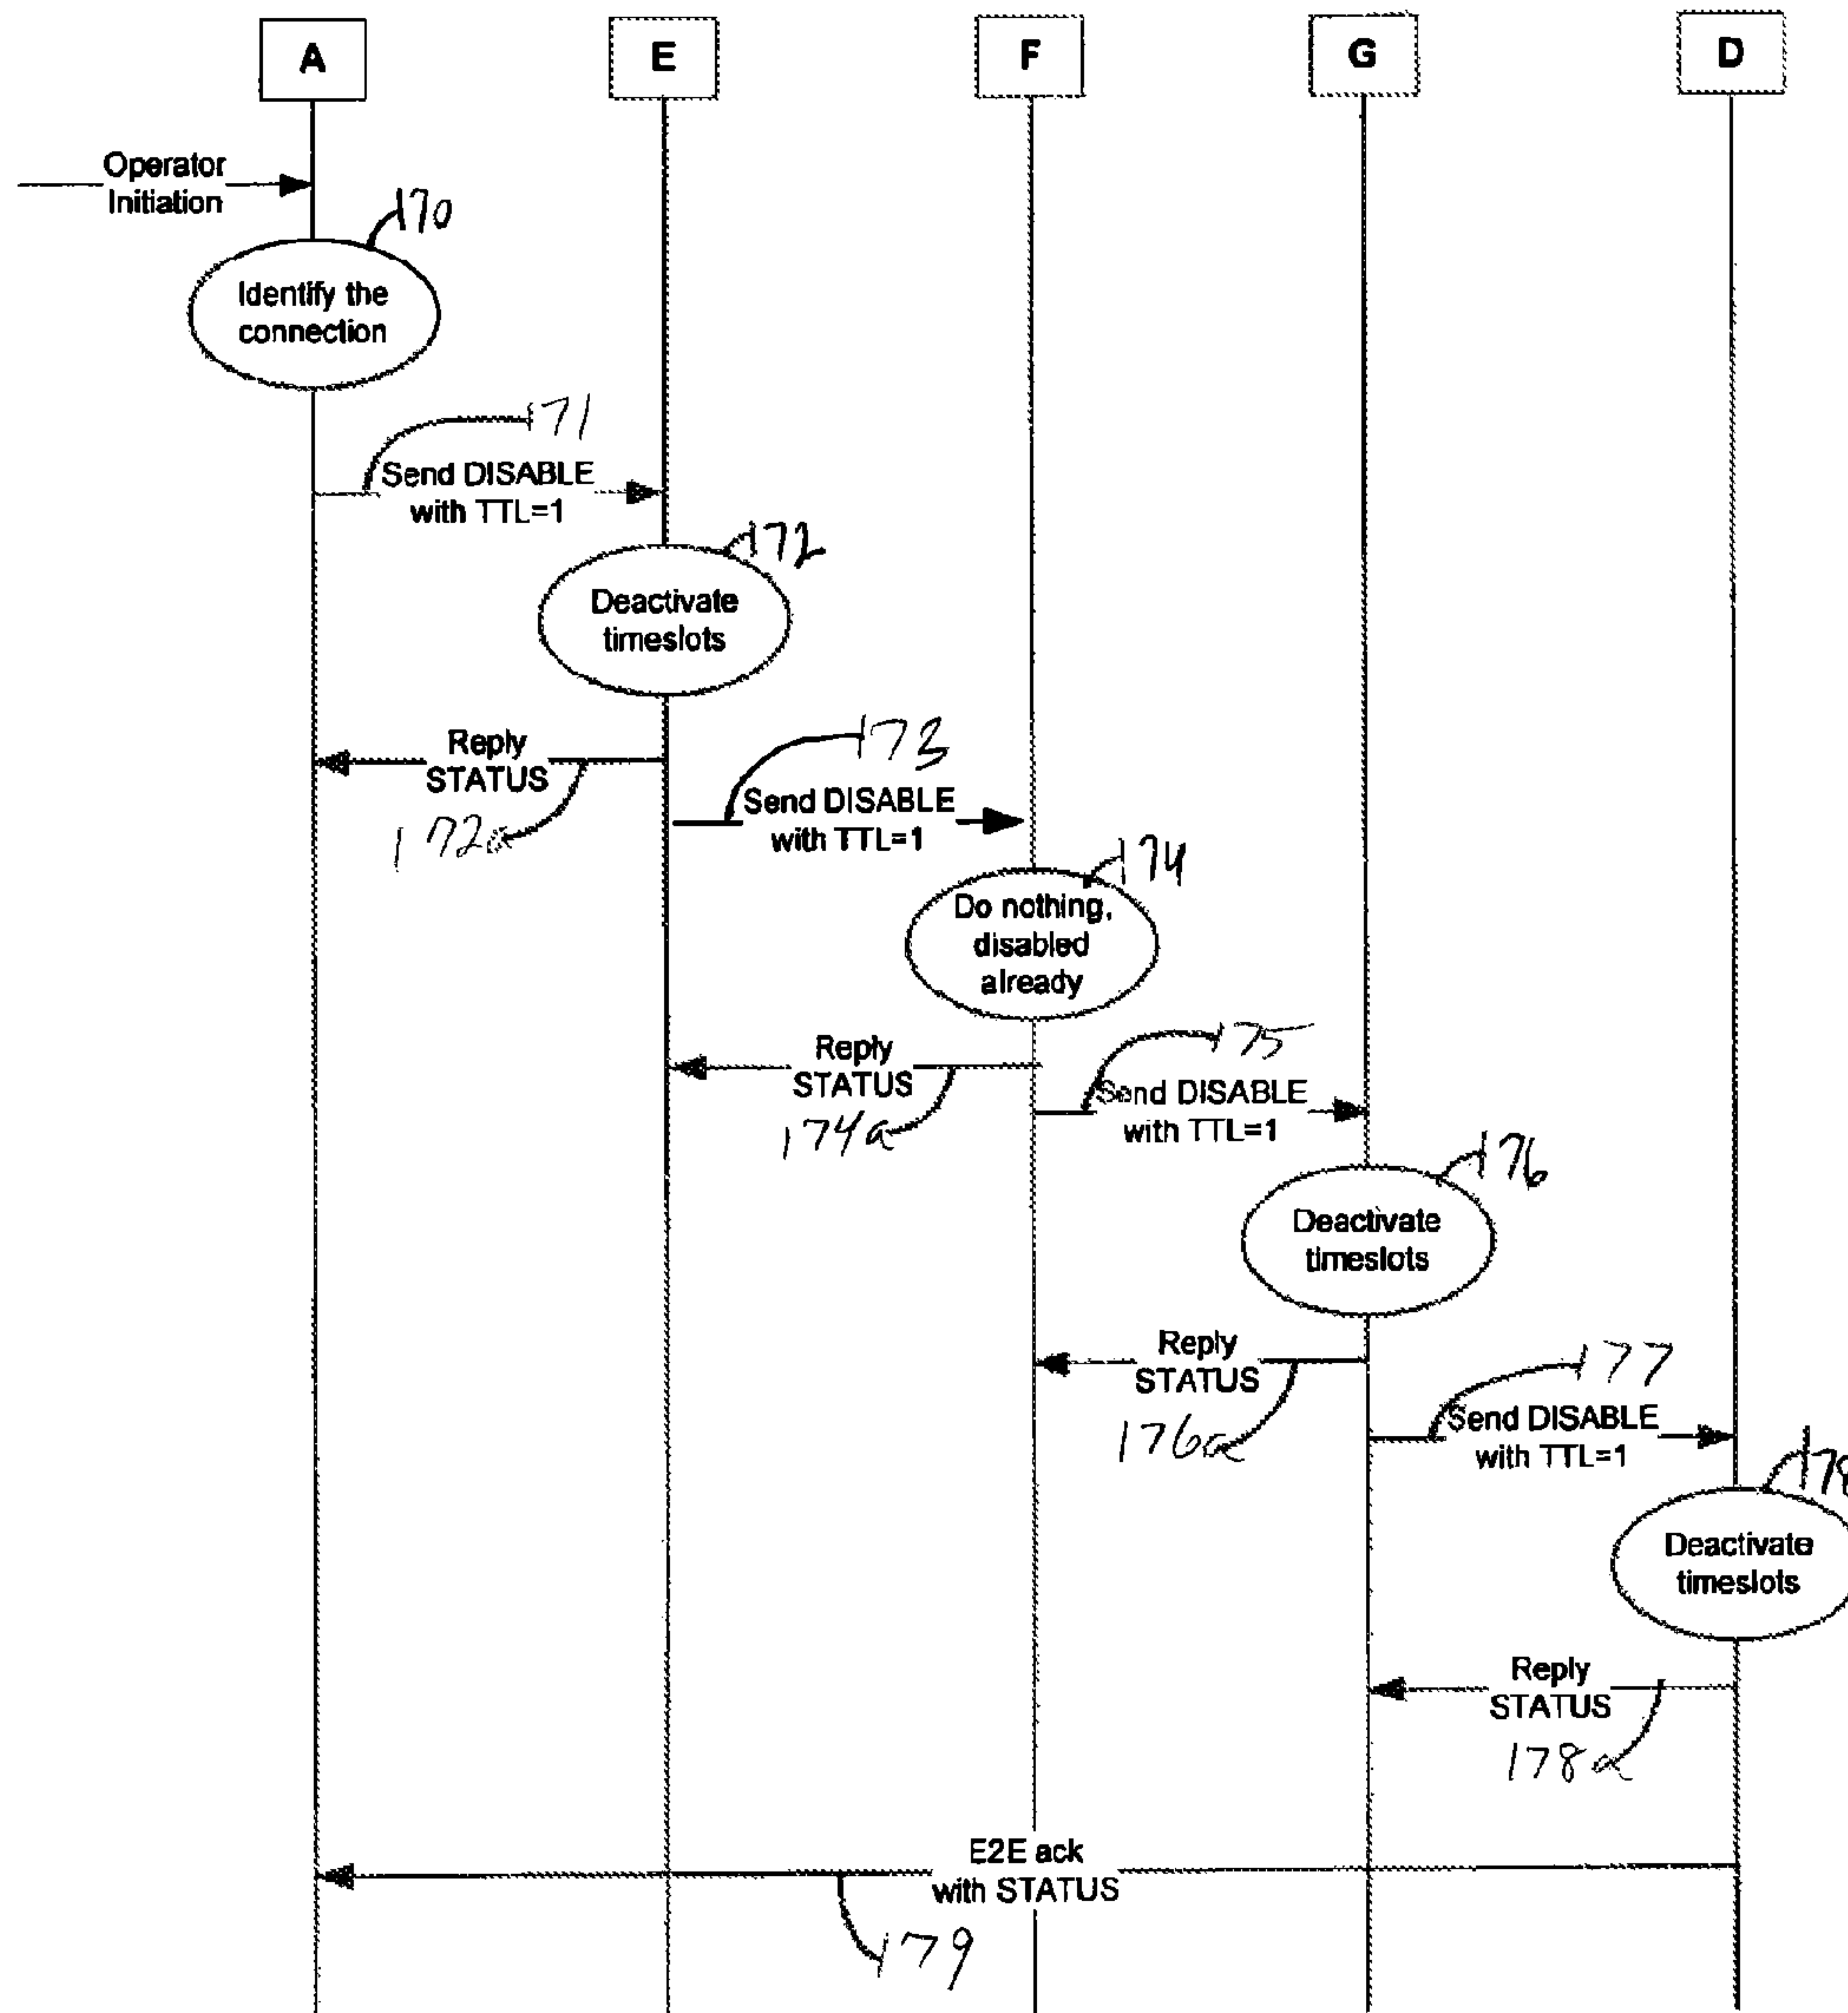 A E F G D
Operator
Initiation
170
Identify the
connection
171
Send DISABLE
with TTL=1
172
Deactivate
timeslots
Reply
STATUS
172a
173
Send DISABLE
with TTL=1
174
Do nothing,
disabled
already
Reply
STATUS
174a
175
Send DISABLE
with TTL=1
176
Deactivate
timeslots
Reply
STATUS
176a
177
Send DISABLE
with TTL=1
178
Deactivate
timeslots
Reply
STATUS
178a
E2E ack
with STATUS
179